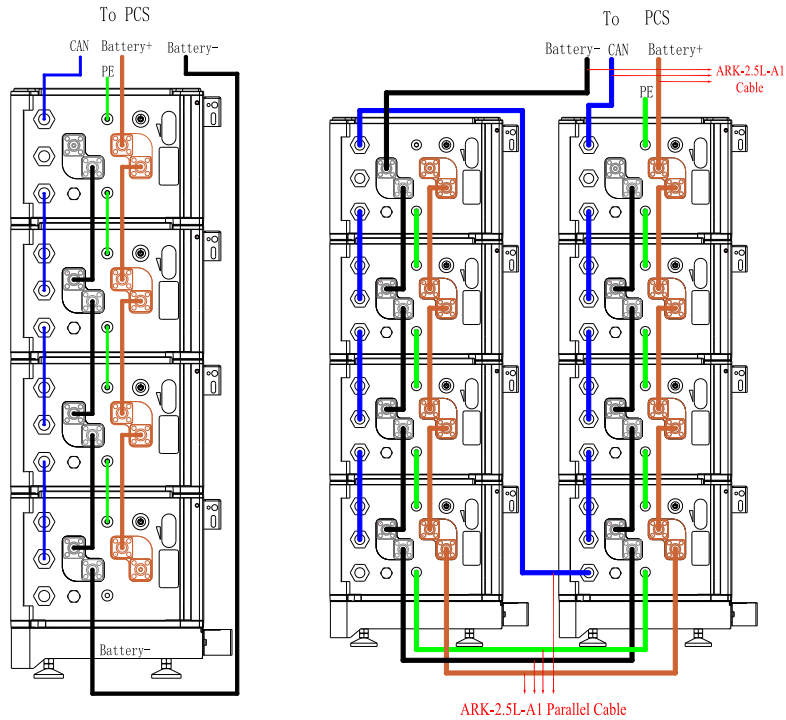 To PCS
CAN
Battery+
Battery-
PE
Battery-
To PCS
Battery-
CAN
Battery+
ARK-2.5L-A1
Cable
PE
ARK-2.5L-A1 Parallel Cable